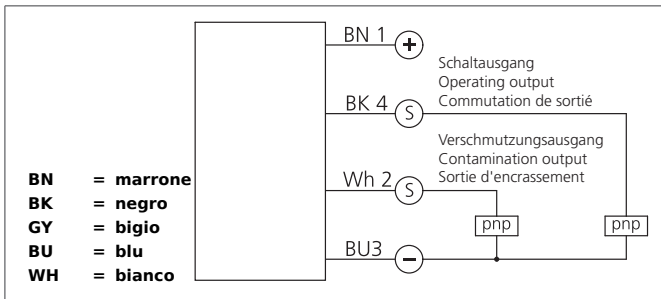 BN 1
+
Schaltausgang
Operating output
Commutation de sortié
BK 4
S
Verschmutzungsausgang
Contamination output
Sortie d'encrassement
Wh 2
S
pnp
pnp
BU3
−
BN = marrone
BK = negro
GY = bigio
BU = blu
WH = bianco